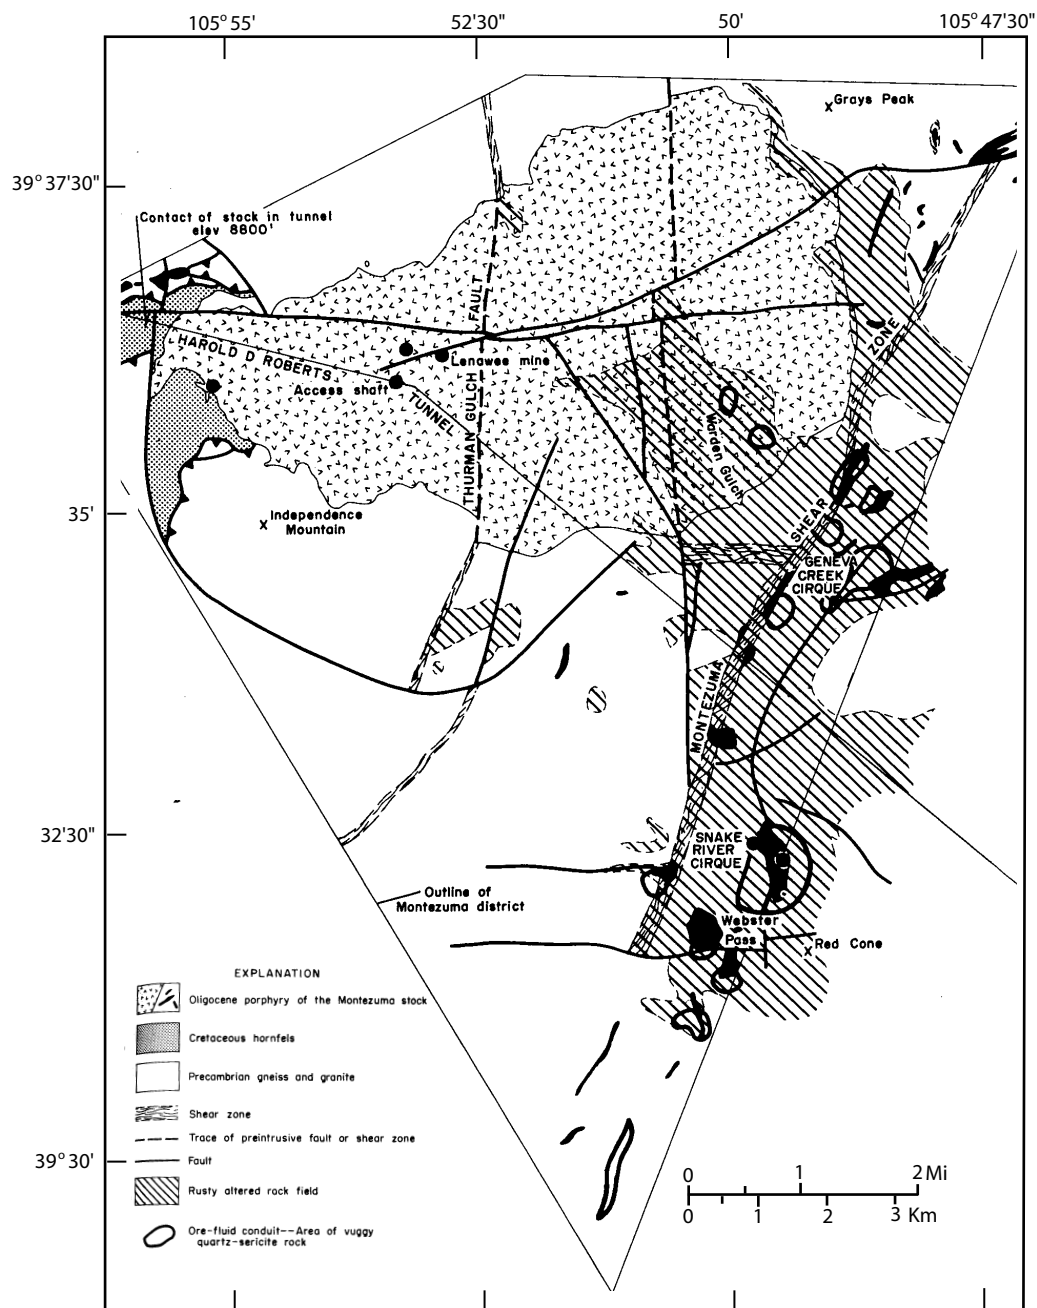 105° 55'
52'30"
50'
105° 47'30"
Grays Peak
39° 37'30"
Contact of stock in tunnel
elev 8800'
FAULT
ZONE
HAROLD D ROBERTS
Lenawee mine
Access shaft
TUNNEL
THURMAN GULCH
Warden Gulch
35'
Independence
Mountain
SHEAR
GENEVA
CREEK
CIRQUE
MONTEZUMA
32'30"
SNAKE
RIVER
CIRQUE
Outline of
Montezuma district
Webster
Pass
Red Cone
EXPLANATION
Oligocene porphyry of the Montezuma stock
Cretaceous hornfels
Precambrian gneiss and granite
Shear zone
Trace of preintrusive fault or shear zone
Fault
Rusty altered rock field
Ore-fluid conduit--Area of vuggy
quartz-sericite rock
39° 30'
0 1 2 Mi
0 1 2 3 Km